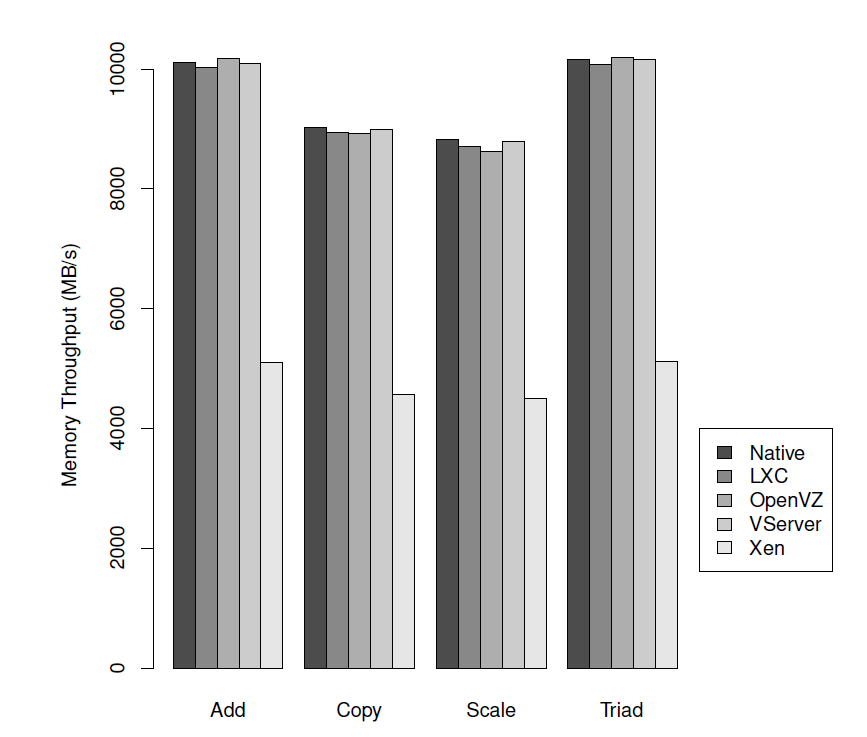 Memory Throughput (MB/s)
10000
8000
6000
4000
2000
0
Add Copy Scale Triad
Native
LXC
OpenVZ
VServer
Xen